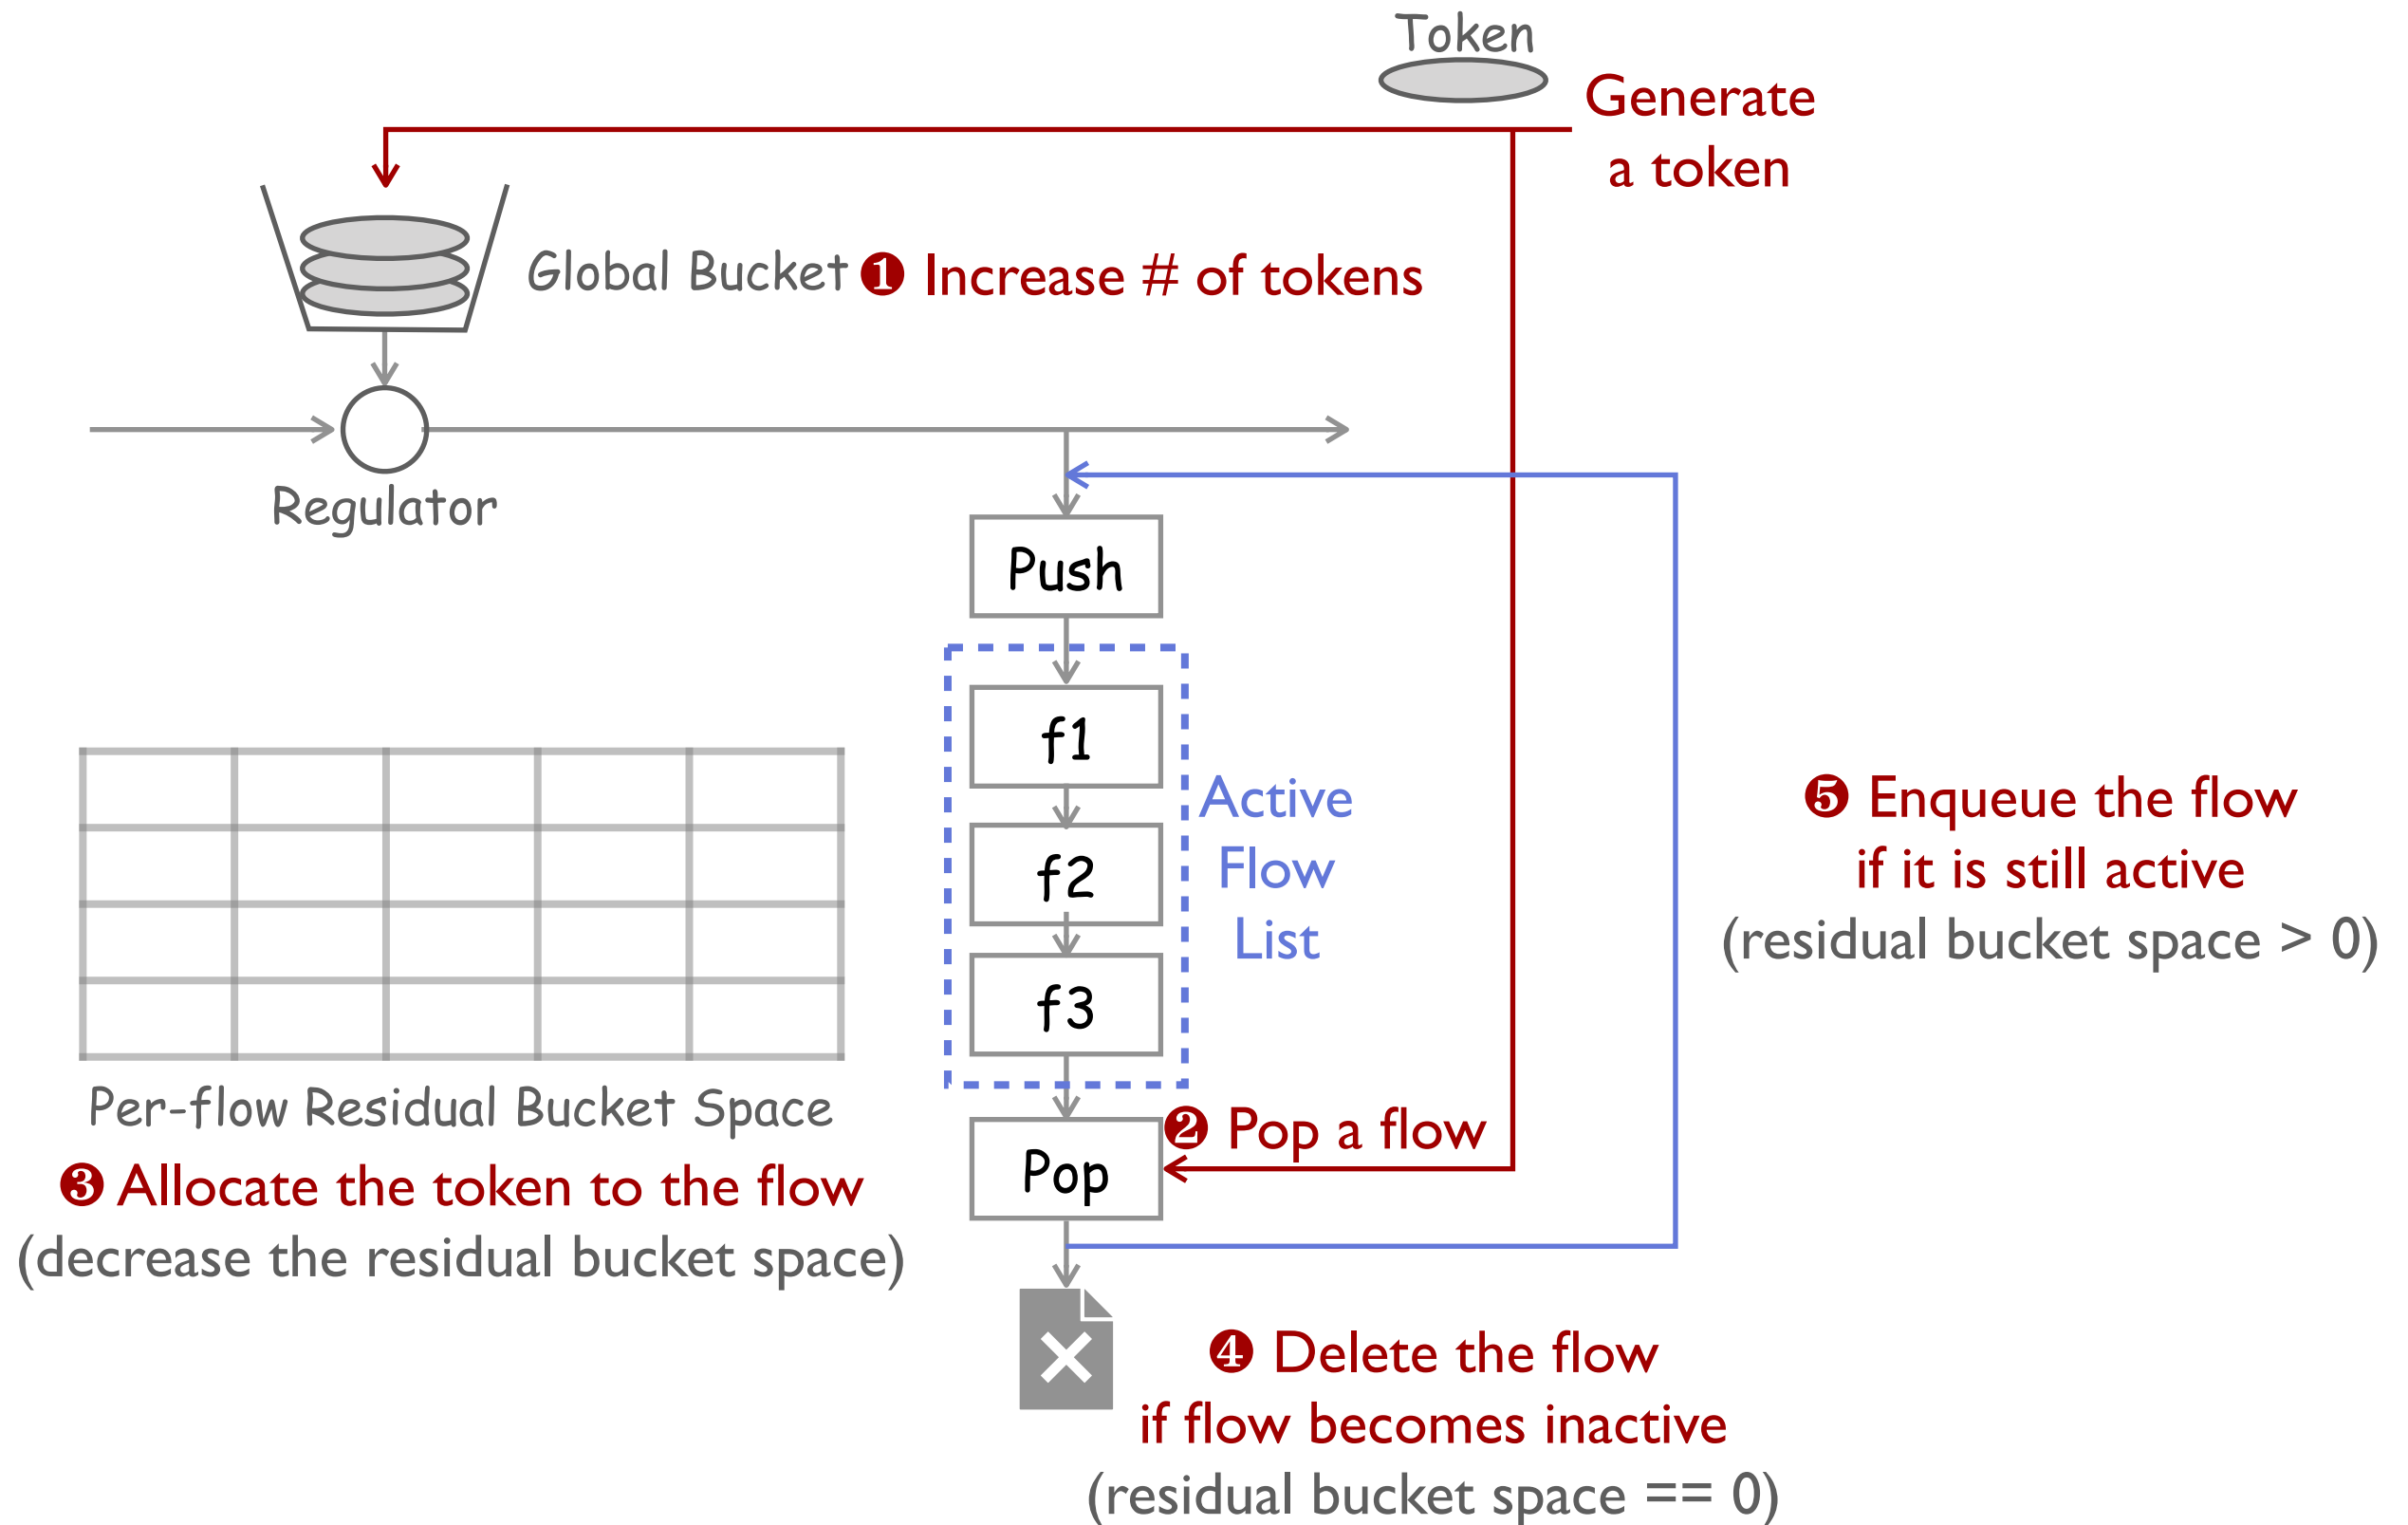 Token
Generate
a token
Global Bucket
❶ Increase # of tokens
Regulator
Push
f1
f2
f3
Active
Flow
List
❺ Enqueue the flow
if it is still active
(residual bucket space > 0)
Per-flow Residual Bucket Space
❸ Allocate the token to the flow
(decrease the residual bucket space)
❷ Pop a flow
Pop
❹ Delete the flow
if flow becomes inactive
(residual bucket space == 0)